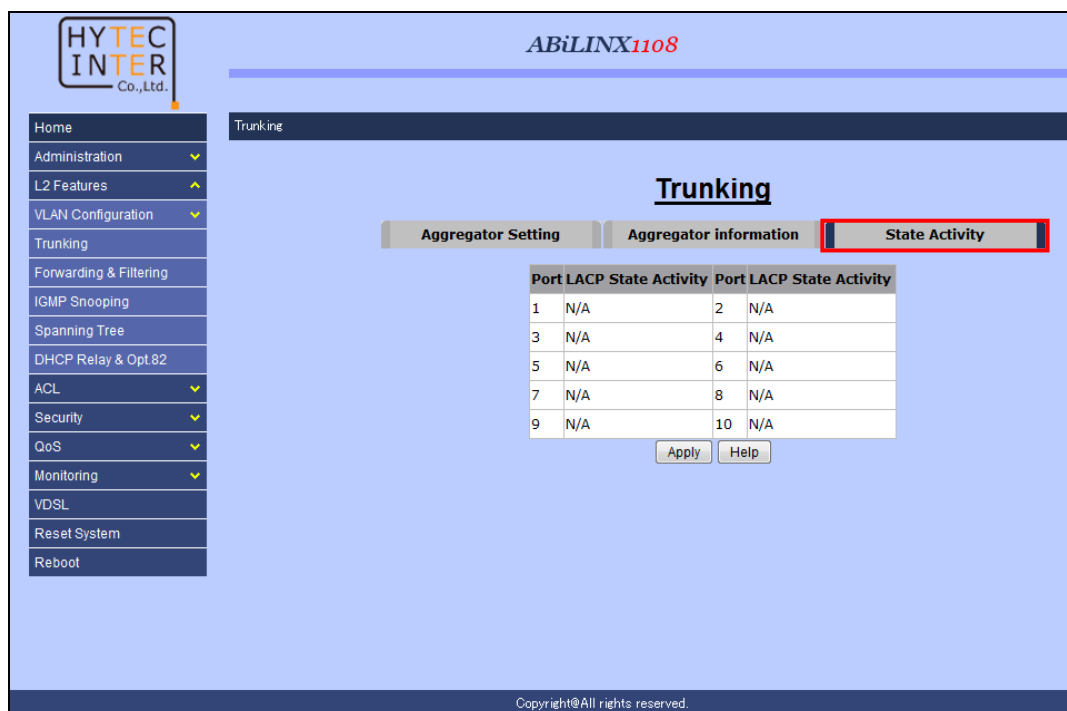 HYTEC
INTER
Co.,Ltd.
ABiLINX1108
Home
Administration
L2 Features
VLAN Configuration
Trunking
Forwarding & Filtering
IGMP Snooping
Spanning Tree
DHCP Relay & Opt.82
ACL
Security
QoS
Monitoring
VDSL
Reset System
Reboot
Trunking
Trunking
Aggregator Setting Aggregator information State Activity
Port LACP State Activity Port LACP State Activity
1 N/A 2 N/A
3 N/A 4 N/A
5 N/A 6 N/A
7 N/A 8 N/A
9 N/A 10 N/A
Apply Help
Copyright@All rights reserved.